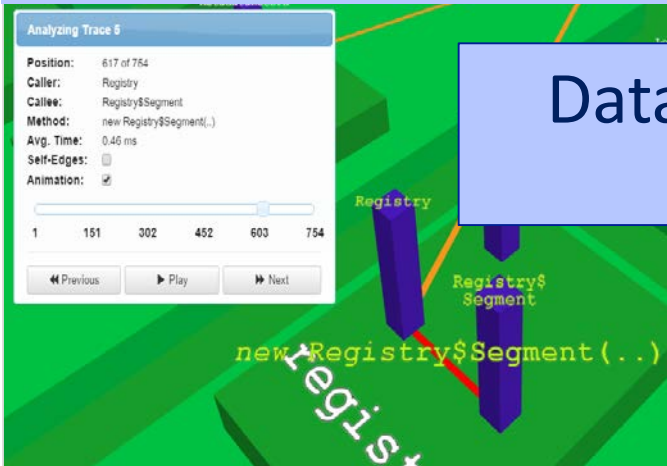 Analyzing Trace 5
Position: 617 of 764
Caller: Registry
Callee: Registry$Segment
Method: new Registry$Segment(..)
Avg. Time: 0.46 ms
Self-Edges:
Animation:
1 151 302 452 603 754
Previous Play Next
Data
Registry
Registry$
Segment
new Registry$Segment(..)
regist